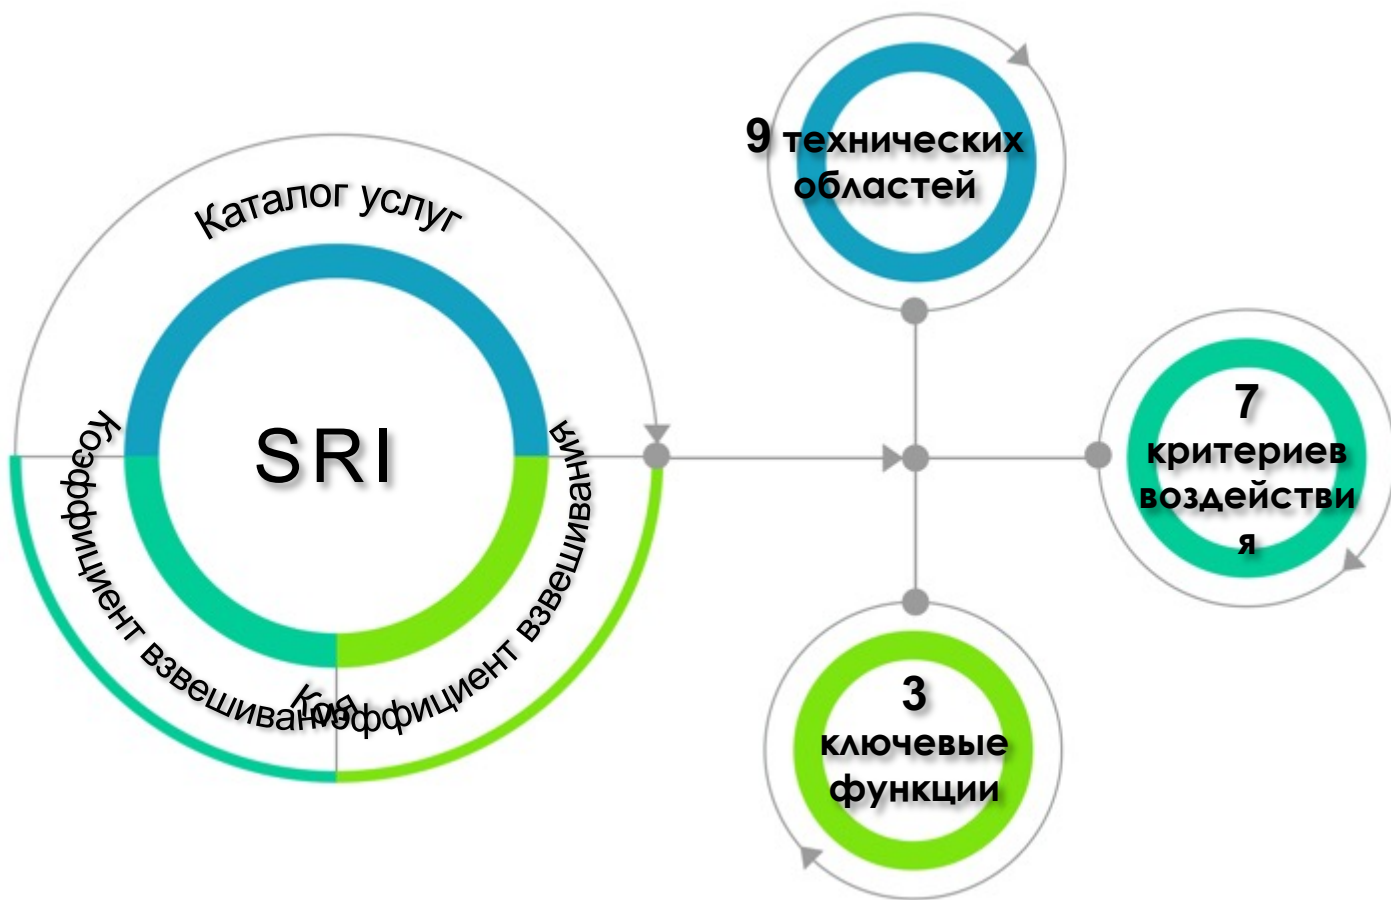 Каталог услуг
SRI
Коэффициент взвешивания
Коэффициент взвешивания
9 технических
областей
7
критериев
воздействи
я
3
ключевые
функции